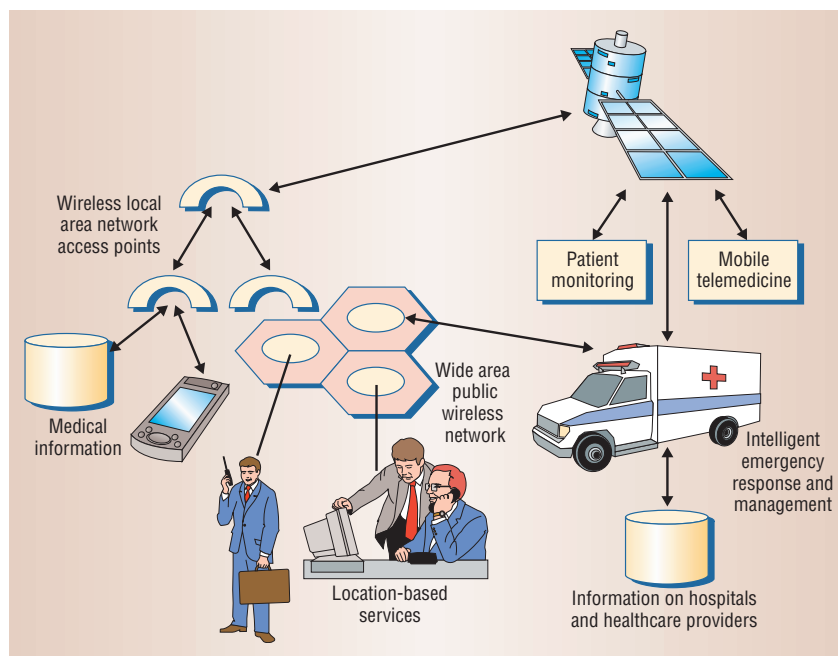 Wireless local
area network
access points
Patient
monitoring
Mobile
telemedicine
Medical
information
Wide area
public
wireless
network
Intelligent
emergency
response and
management
Location-based
services
Information on hospitals
and healthcare providers